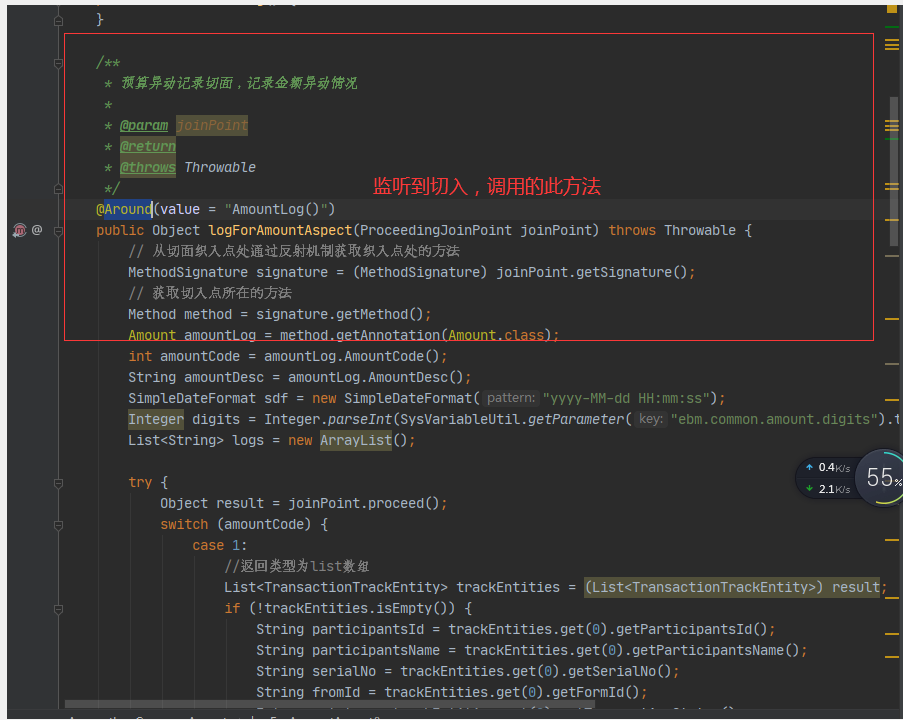 }
/**
* 预算异动记录切面，记录金额异动情况
*
* @param joinPoint
* @return
* @throws Throwable
*/
监听到切入，调用的此方法
@Around(value = "AmountLog()")
public Object logForAmountAspect(ProceedingJoinPoint joinPoint) throws Throwable {
// 从切面织入点处通过反射机制获取织入点处的方法
MethodSignature signature = (MethodSignature) joinPoint.getSignature();
// 获取切入点所在的方法
Method method = signature.getMethod();
Amount amountLog = method.getAnnotation(Amount.class);
int amountCode = amountLog.AmountCode();
String amountDesc = amountLog.AmountDesc();
SimpleDateFormat sdf = new SimpleDateFormat( pattern: "yyyy-MM-dd HH:mm:ss");
Integer digits = Integer.parseInt(SysVariableUtil.getParameter( key: "ebm.common.amount.digits").t
List<String> logs = new ArrayList();
0.4K/s
55%
2.1K/s
try {
Object result = joinPoint.proceed();
switch (amountCode) {
case 1:
//返回类型为list数组
List<TransactionTrackEntity> trackEntities = (List<TransactionTrackEntity>) result;
if (!trackEntities.isEmpty()) {
String participantsId = trackEntities.get(0).getParticipantsId();
String participantsName = trackEntities.get(0).getParticipantsName();
String serialNo = trackEntities.get(0).getSerialNo();
String fromId = trackEntities.get(0).getFormId();